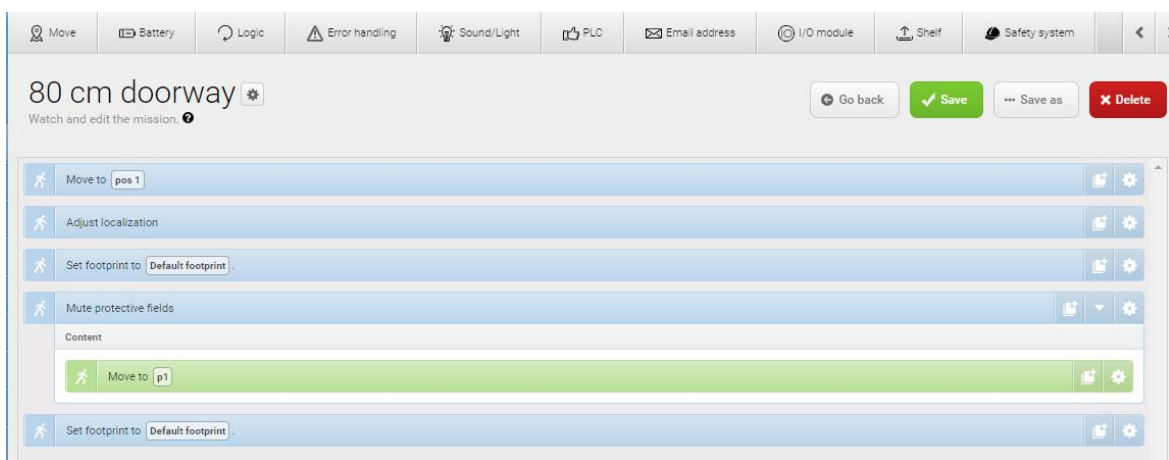 Move Battery Logic Error handling Sound/Light PLC Email address I/O module Shelf Safety system
80 cm doorway
Go back Save Save as Delete
Watch and edit the mission.
Move to pos 1
Adjust localization
Set footprint to Default footprint .
Mute protective fields
Content
Move to p1
Set footprint to Default footprint .